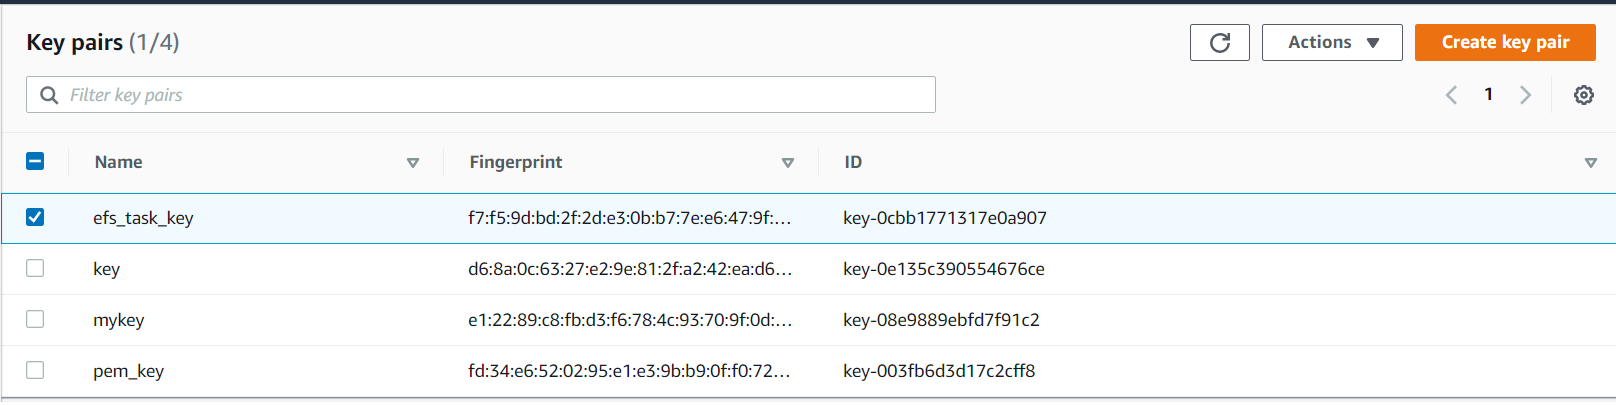 Key pairs (1/4)
Actions
Create key pair
Filter key pairs
1
Name Fingerprint ID
efs_task_key f7:f5:9d:bd:2f:2d:e3:0b:b7:7e:e6:47:9f:... key-0cbb1771317e0a907
key d6:8a:0c:63:27:e2:9e:81:2f:a2:42:ea:d6... key-0e135c390554676ce
mykey e1:22:89:c8:fb:d3:f6:78:4c:93:70:9f:0d:... key-08e9889ebfd7f91c2
pem_key fd:34:e6:52:02:95:e1:e3:9b:b9:0f:f0:72... key-003fb6d3d17c2cff8